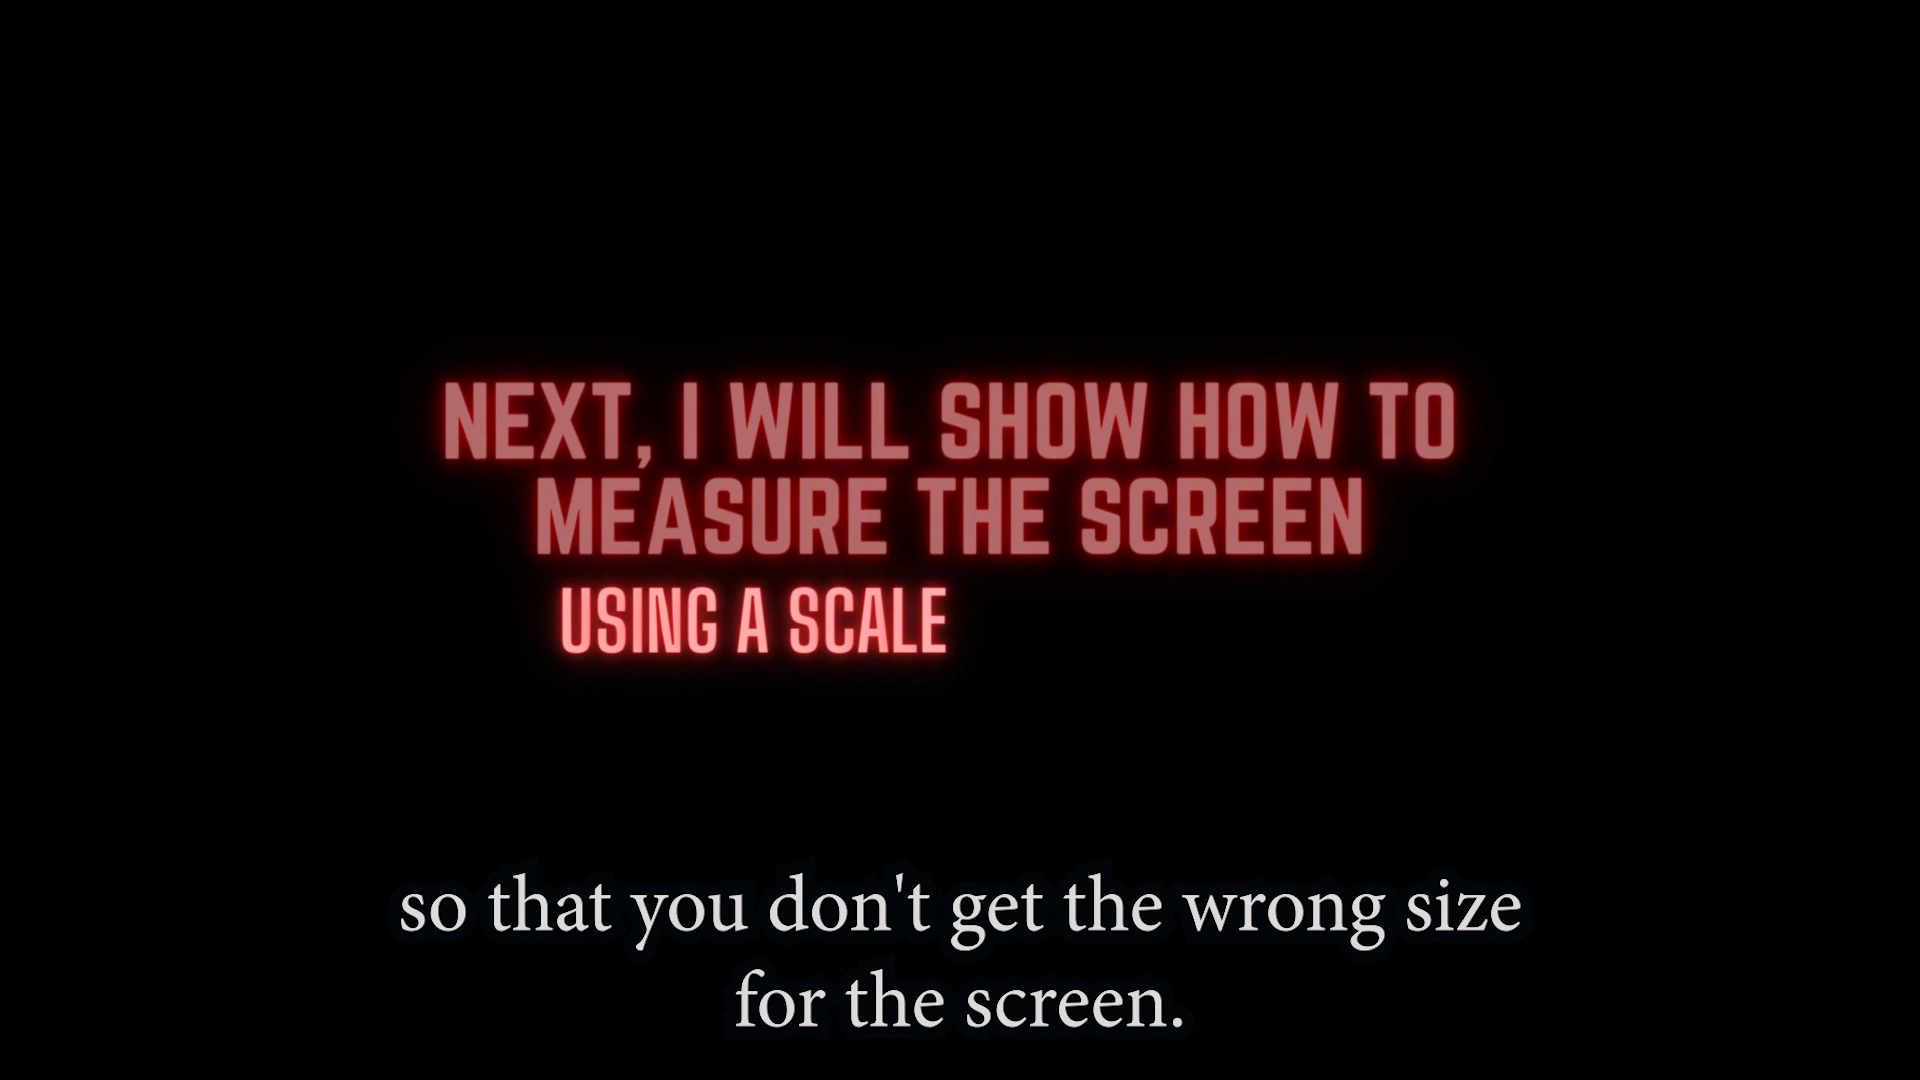 NEXT, I WILL SHOW HOW TO
MEASURE THE SCREEN
USING A SCALE
so that you don't get the wrong size
for the screen.